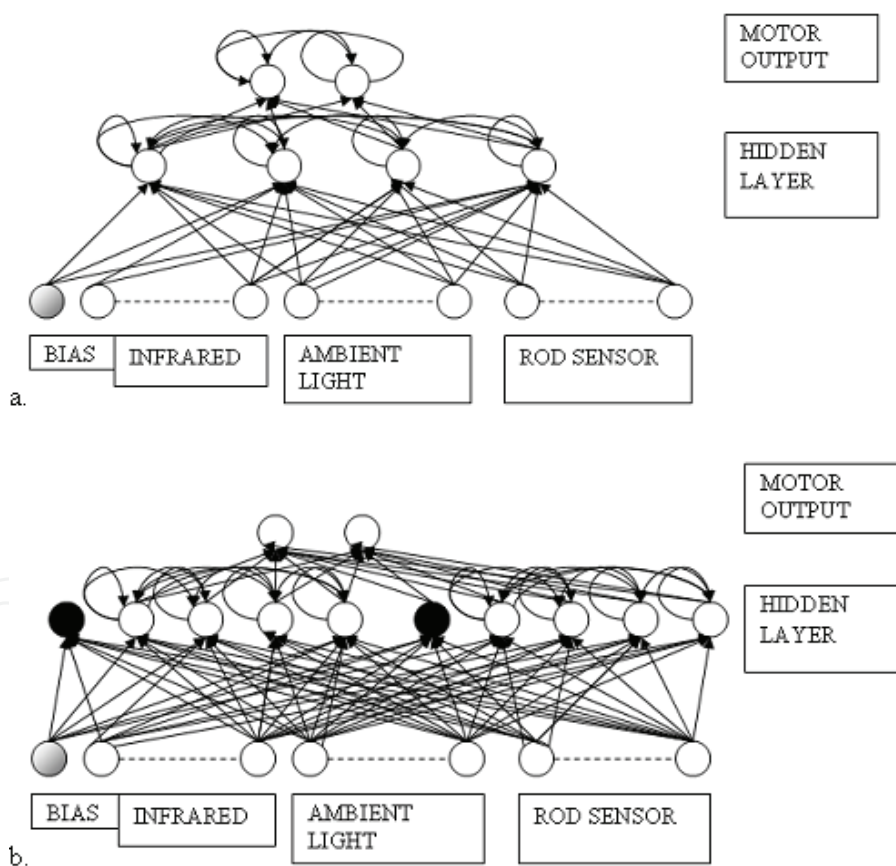 MOTOR
OUTPUT
HIDDEN
LAYER
BIAS
INFRARED
AMBIENT
LIGHT
ROD SENSOR
a.
MOTOR
OUTPUT
HIDDEN
LAYER
BIAS
INFRARED
AMBIENT
LIGHT
ROD SENSOR
b.